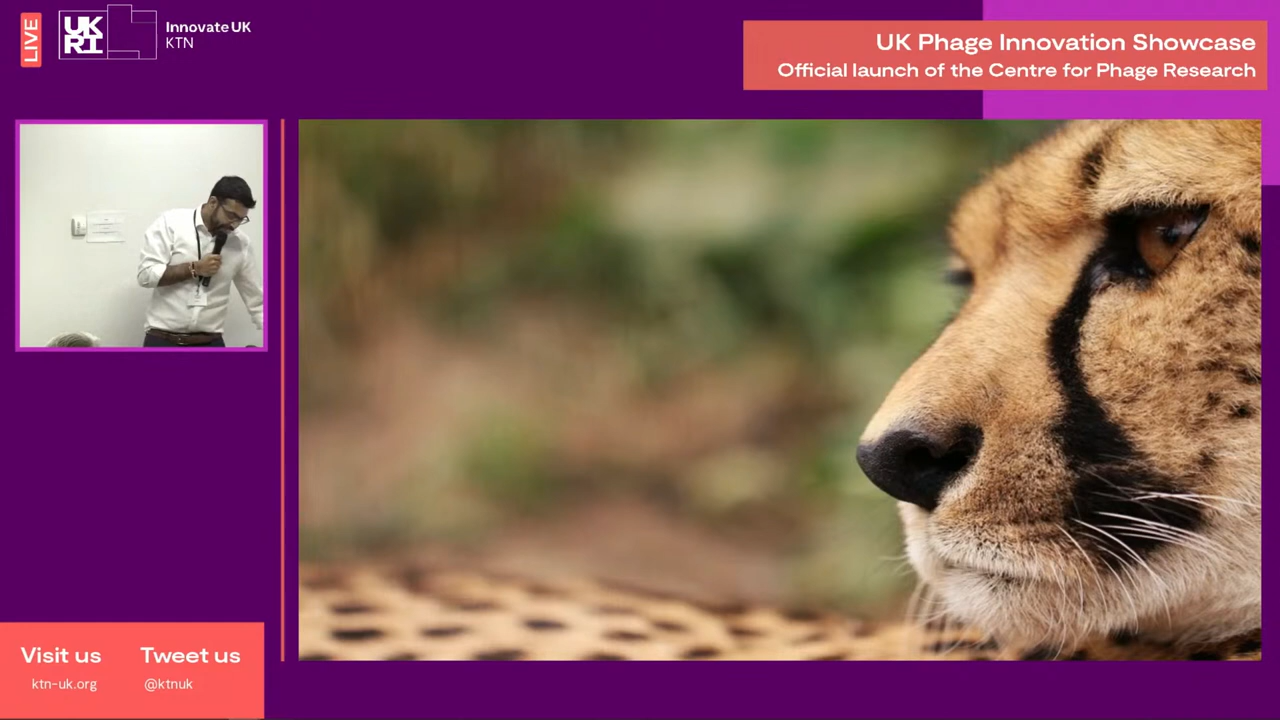 LIVE
UK
RI
Innovate UK
KTN
UK Phage Innovation Showcase
Official launch of the Centre for Phage Research
Visit us
Tweet us
ktn-uk.org
@ktnuk